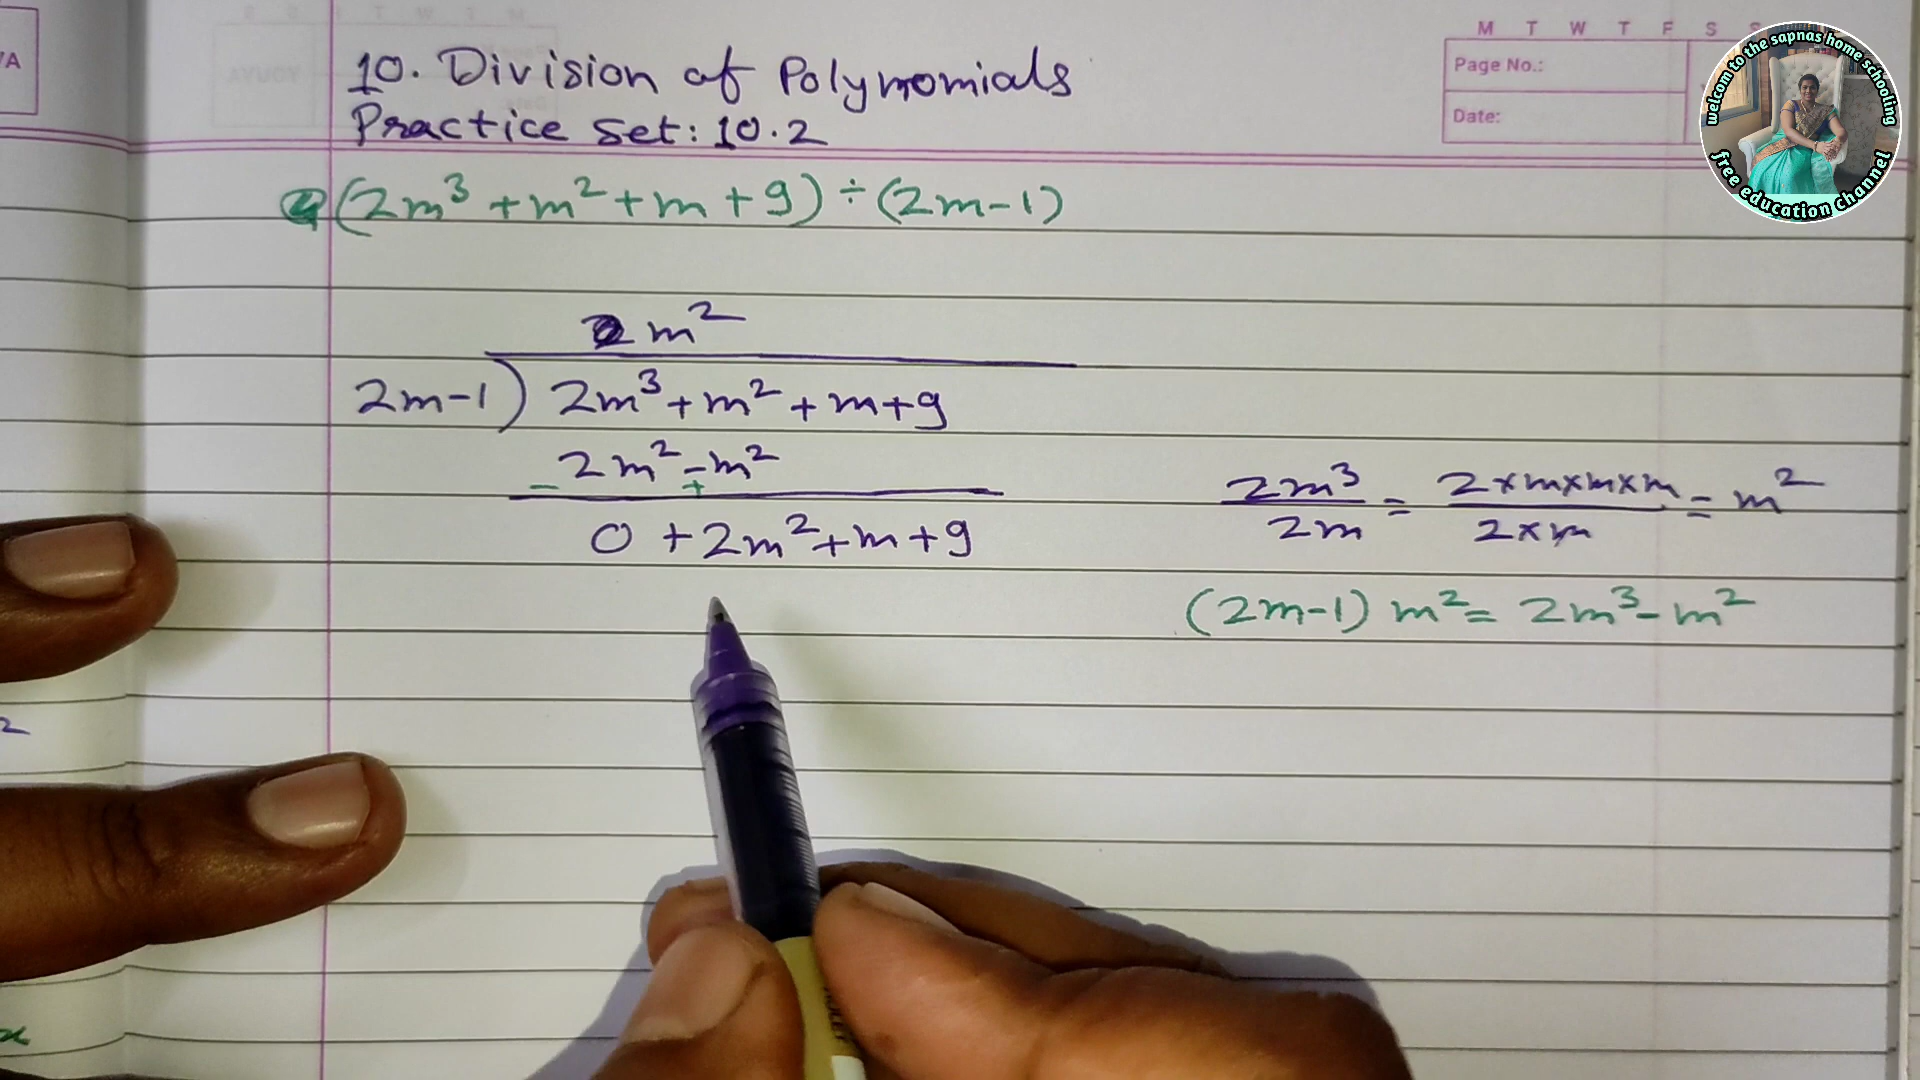 M T W T F S S
Page No.:
Date:
welcom to the sapnas home schooling
free education channel
10. Division of Polynomials
Practice set: 10.2
(2m³ + m² + m + 9) ÷ (2m-1)
m²
2m-1 ) 2m³ + m² + m + 9
2m² - m²
- +
0 + 2m² + m + 9
2m³/2m = 2×m×m×m/2×m = m²
(2m-1) m² = 2m³ - m²